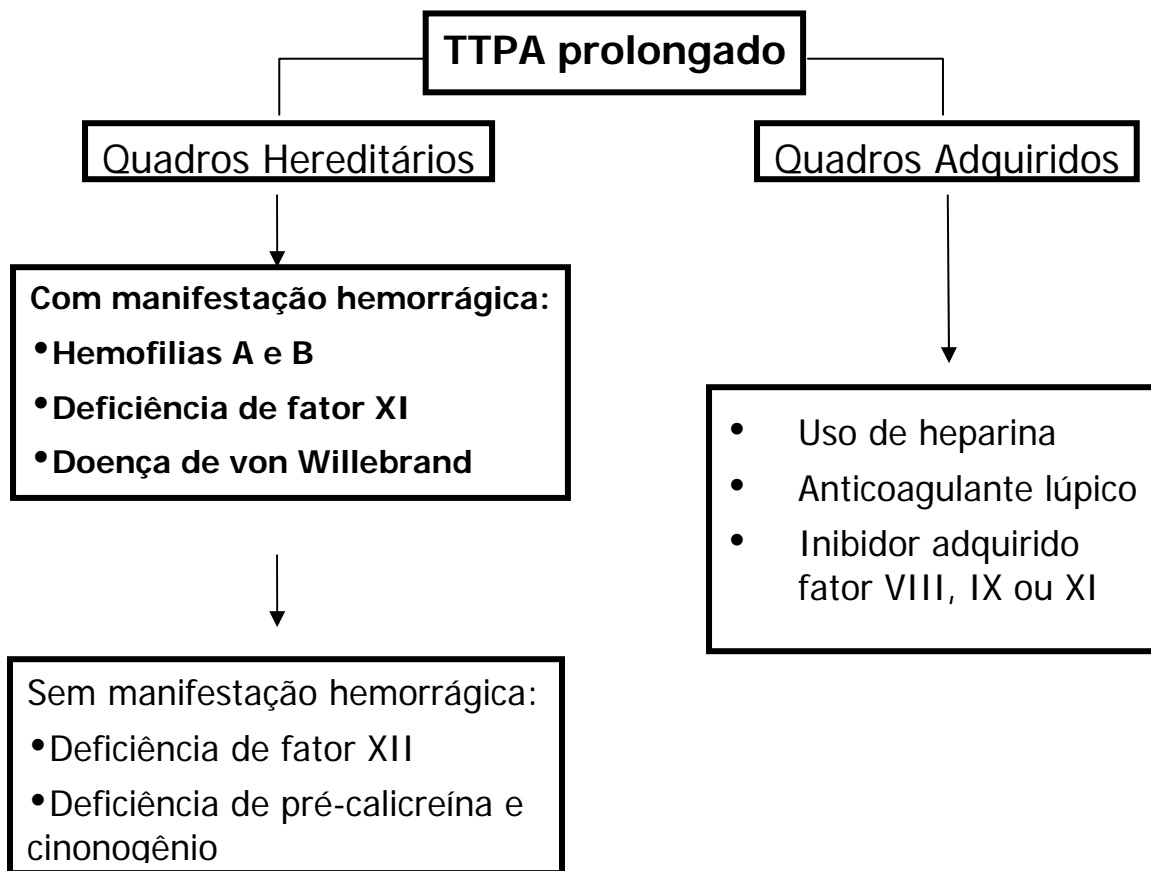 TTPA prolongado
Quadros Hereditários
Quadros Adquiridos
Com manifestação hemorrágica:
•Hemofilias A e B
•Deficiência de fator XI
•Doença de von Willebrand
• Uso de heparina
• Anticoagulante lúpico
• Inibidor adquirido
fator VIII, IX ou XI
Sem manifestação hemorrágica:
•Deficiência de fator XII
•Deficiência de pré-calicreína e
cinonogênio